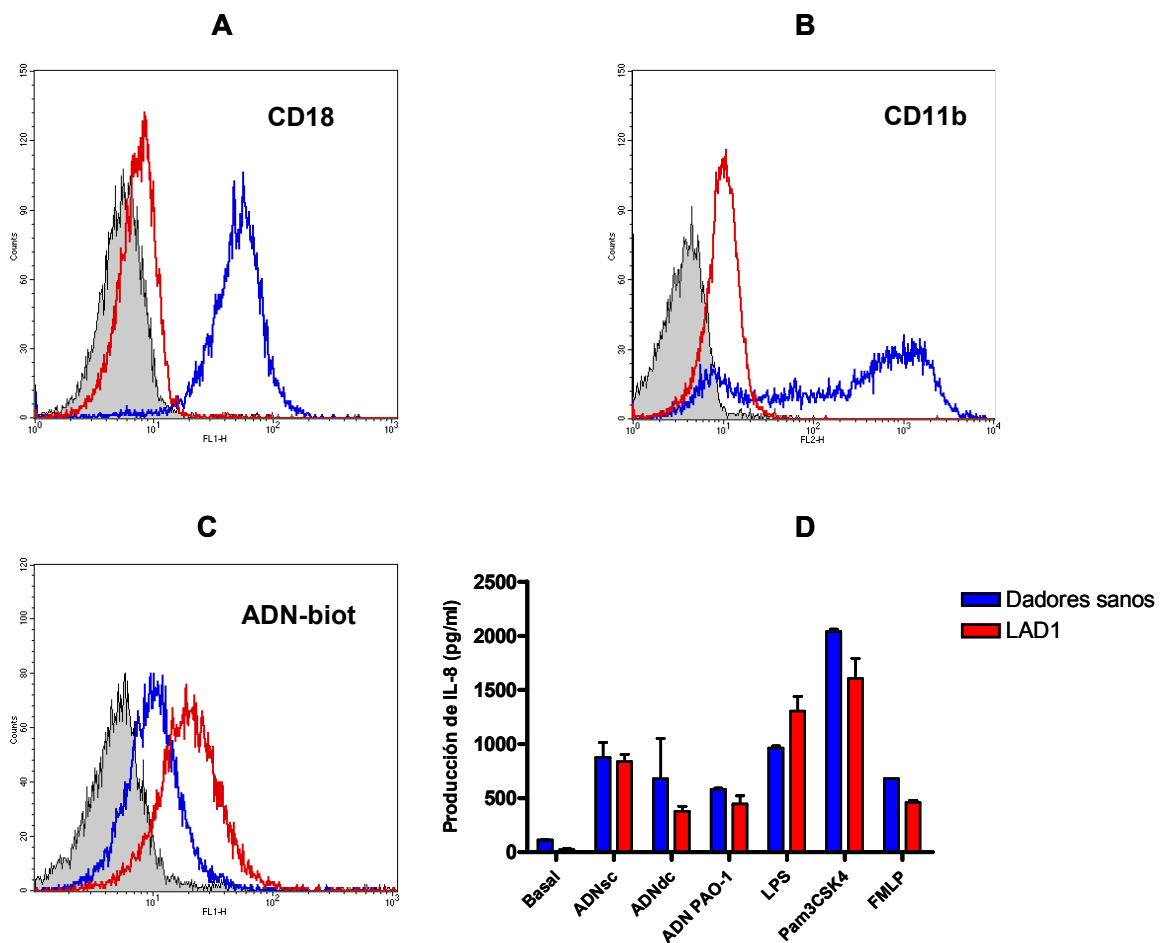 A
B
150
120
90
60
30
0
Counts
CD18
10⁰
10¹
10²
10³
FL1-H
150
120
90
60
30
0
Counts
CD11b
10⁰
10¹
10²
10³
10⁴
FL2-H
C
D
120
100
80
60
40
20
0
Counts
ADN-biot
10⁰
10¹
10²
10³
FL1-H
Producción de IL-8 (pg/ml)
2500
2000
1500
1000
500
0
Basal
ADNsc
ADNdc
ADN PAO-1
LPS
Pam3CSK4
FMLP
Dadores sanos
LAD1